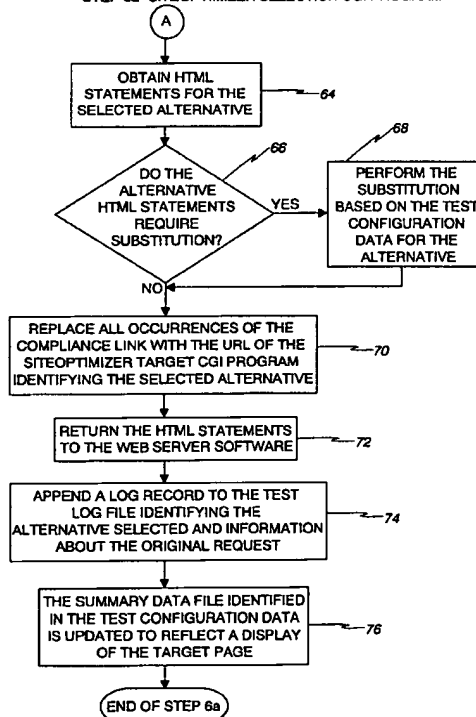 A
OBTAIN HTML
STATEMENTS FOR THE
SELECTED ALTERNATIVE
64
66
68
DO THE
ALTERNATIVE
HTML STATEMENTS
REQUIRE
SUBSTITUTION?
YES
PERFORM THE
SUBSTITUTION
BASED ON THE TEST
CONFIGURATION
DATA FOR THE
ALTERNATIVE
NO
REPLACE ALL OCCURRENCES OF THE
COMPLIANCE LINK WITH THE URL OF THE
SITEOPTIMIZER TARGET CGI PROGRAM
IDENTIFYING THE SELECTED ALTERNATIVE
70
RETURN THE HTML STATEMENTS
TO THE WEB SERVER SOFTWARE
72
APPEND A LOG RECORD TO THE TEST
LOG FILE IDENTIFYING THE
ALTERNATIVE SELECTED AND INFORMATION
ABOUT THE ORIGINAL REQUEST
74
THE SUMMARY DATA FILE IDENTIFIED
IN THE TEST CONFIGURATION DATA
IS UPDATED TO REFLECT A DISPLAY
OF THE TARGET PAGE
76
END OF STEP 6a